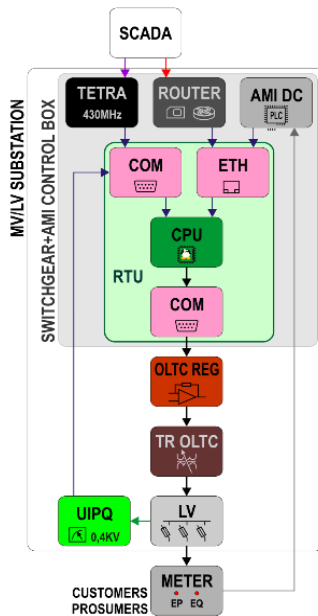 SCADA
MV/LV SUBSTATION
SWITCHGEAR+AMI CONTROL BOX
TETRA
430MHz
ROUTER
AMI DC
PLC
COM
ETH
CPU
RTU
COM
OLTC REG
TR OLTC
UIPQ
0,4KV
LV
METER
EP EQ
CUSTOMERS
PROSUMERS